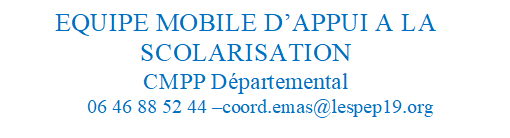 EQUIPE MOBILE D’APPUI A LA
SCOLARISATION
CMPP Départemental
06 46 88 52 44 –coord.emas@lespep19.org